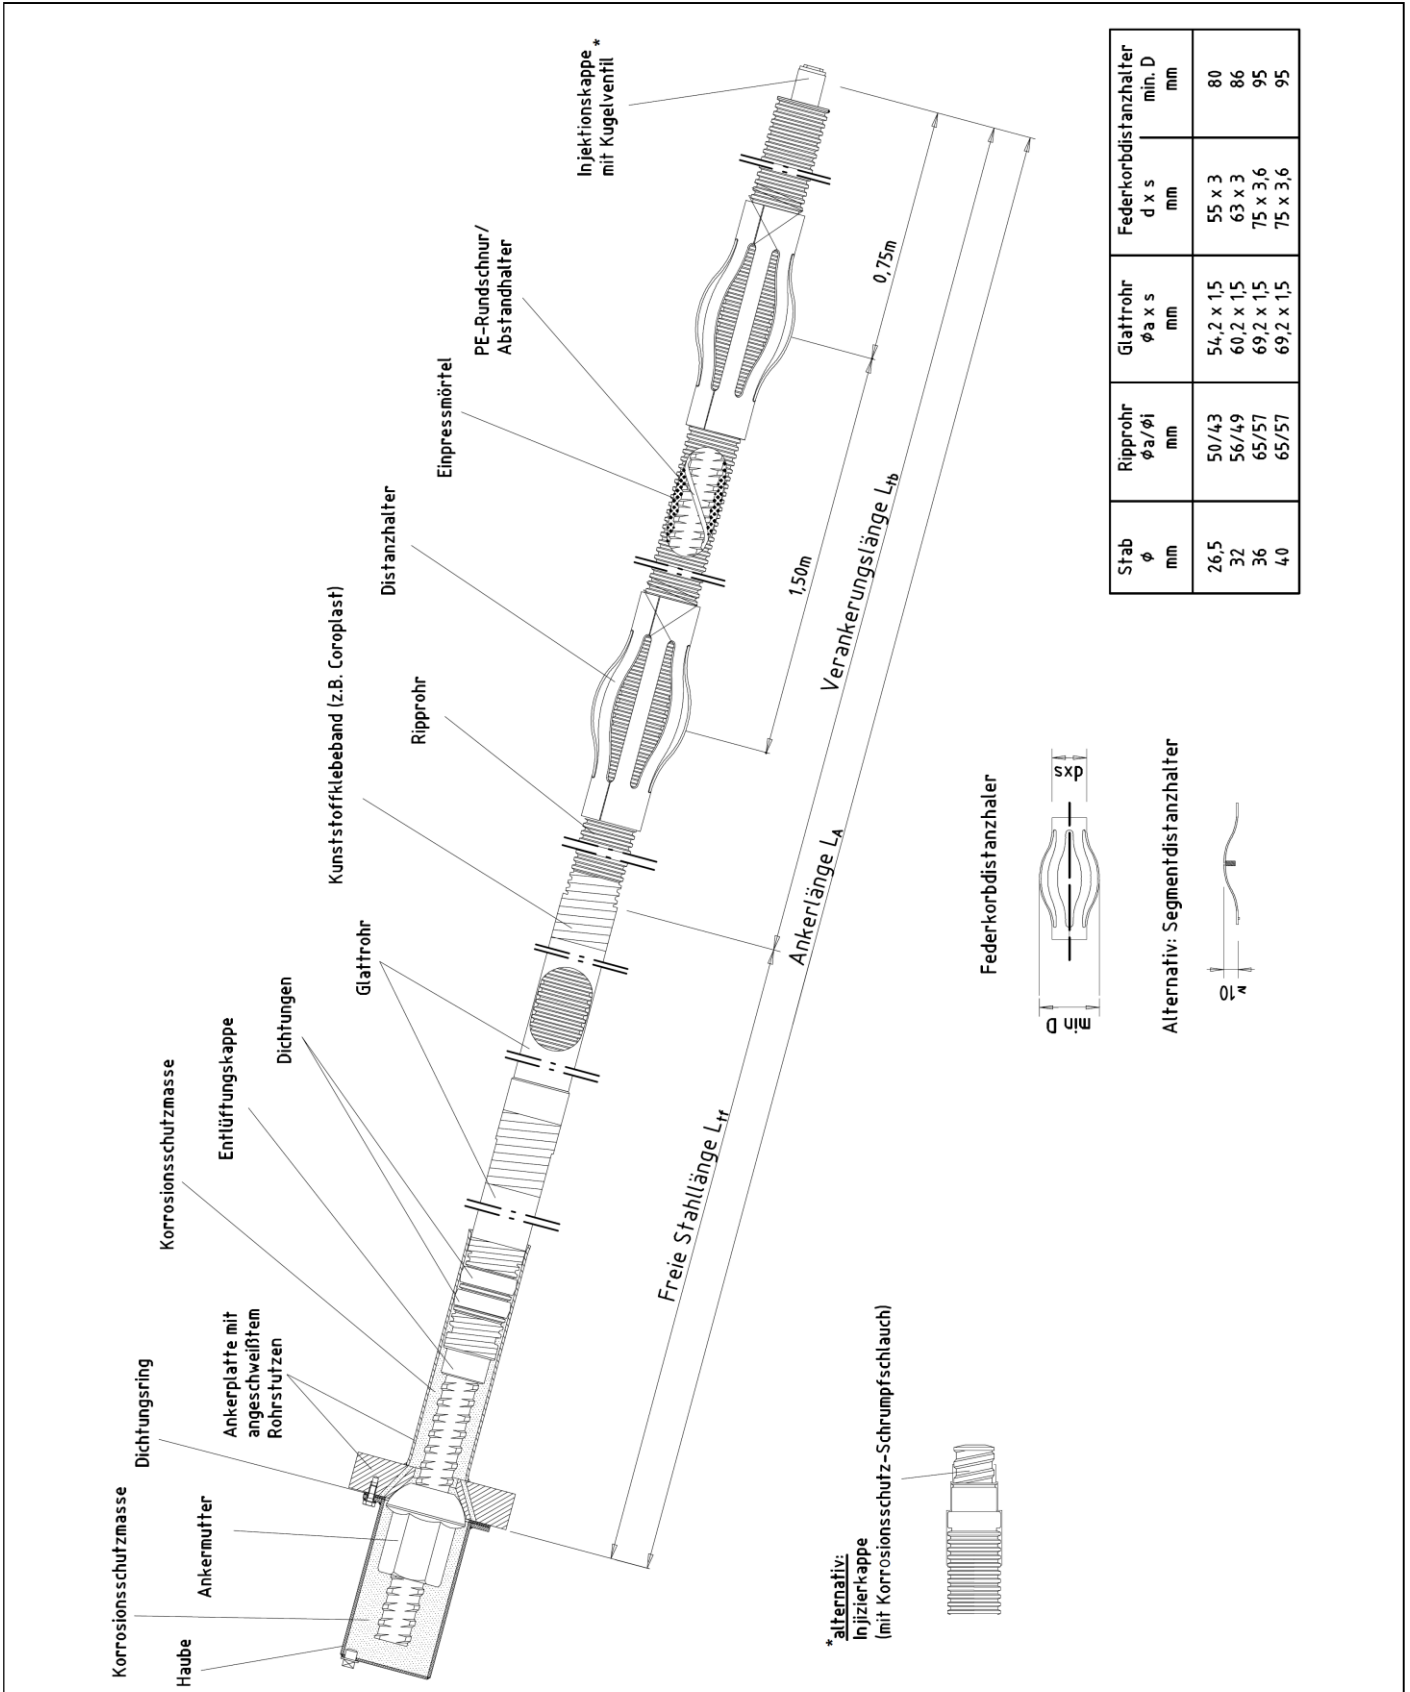 Korrosionsschutzmasse
Haube
Ankermutter
Dichtungsring
Ankerplatte mit
angeschweißtem
Rohrstutzen
Korrosionsschutzmasse
Entlüftungskappe
Dichtungen
Glattrohr
Kunststoffklebeband (z.B. Coroplast)
Ripprohr
Distanzhalter
Einpressmörtel
PE-Rundschnur/
Abstandhalter
Injektionskappe *
mit Kugelventil
0,75m
1,50m
Verankerungslänge Ltb
Freie Stahllänge Ltf
Ankerlänge LA
*alternativ:
Injizierkappe
(mit Korrosionsschutz-Schrumpfschlauch)
Federkorbdistanzhaler
min D
dxs
Alternativ: Segmentdistanzhalter
≈10
Stab Ripprohr Glattrohr Federkorbdistanzhalter
ϕ ϕa/ϕi ϕa x s d x s min. D
mm mm mm mm mm
26,5 50/43 54,2 x 1,5 55 x 3 80
32 56/49 60,2 x 1,5 63 x 3 86
36 65/57 69,2 x 1,5 75 x 3,6 95
40 65/57 69,2 x 1,5 75 x 3,6 95